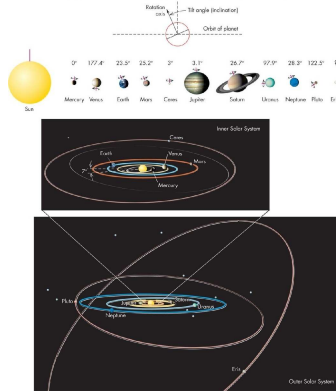 Rotation
axis
Tilt angle (inclination)
Orbit of planet
0° 177.4° 23.5° 25.2° 3° 3.1° 26.7° 97.9° 28.3° 122.5°
Sun
Mercury Venus Earth Mars Ceres Jupiter Saturn Uranus Neptune Pluto
Inner Solar System
Ceres
Earth
Venus
Mars
7°
Mercury
Pluto
Jupiter
Saturn
Uranus
Neptune
Eris
Outer Solar System